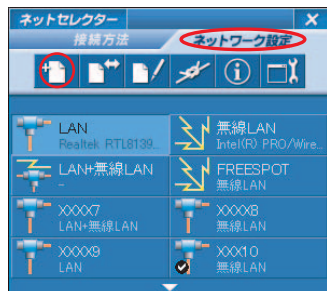 ネットセレクター
接続方法 ネットワーク設定
LAN
Realtek RTL8139...
無線LAN
Intel(R) PRO/Wire...
LAN+無線LAN
-
FREESPOT
無線LAN
XXXX7
LAN+無線LAN
XXXX8
無線LAN
XXXX9
LAN
XXX10
無線LAN